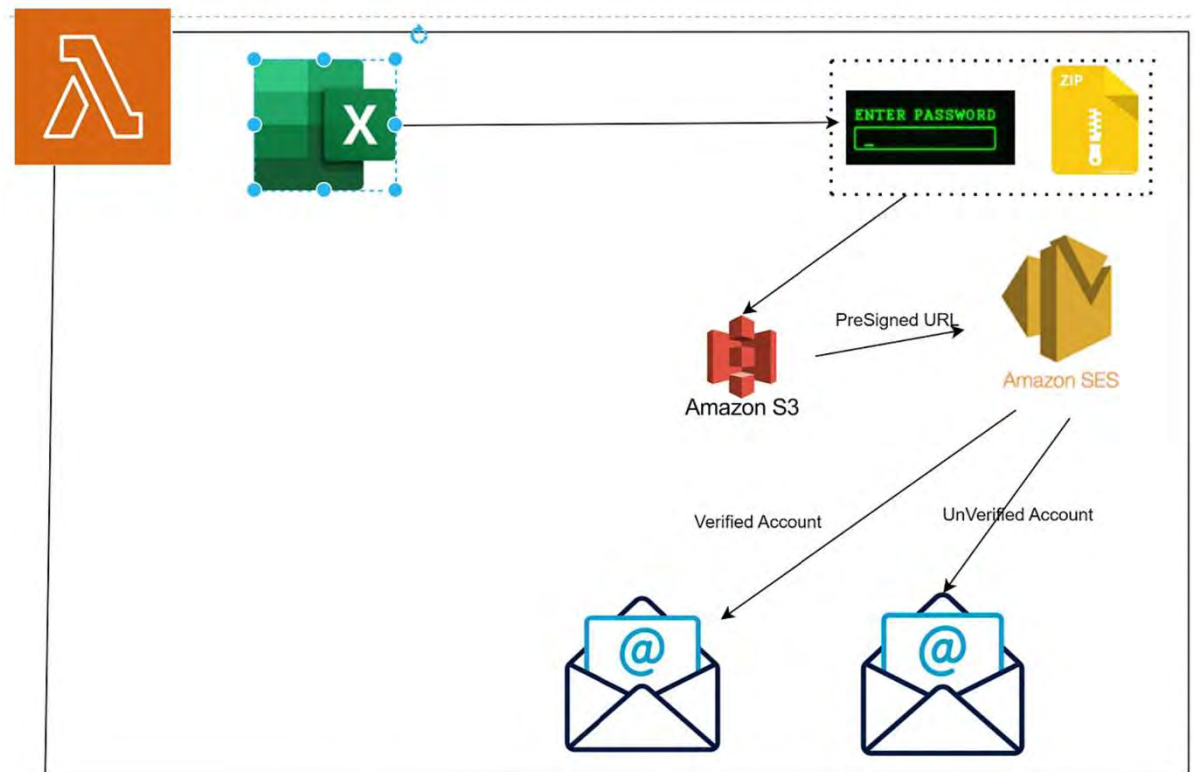 X
ENTER PASSWORD
ZIP
PreSigned URL
Amazon SES
Amazon S3
Verified Account
UnVerified Account
@
@